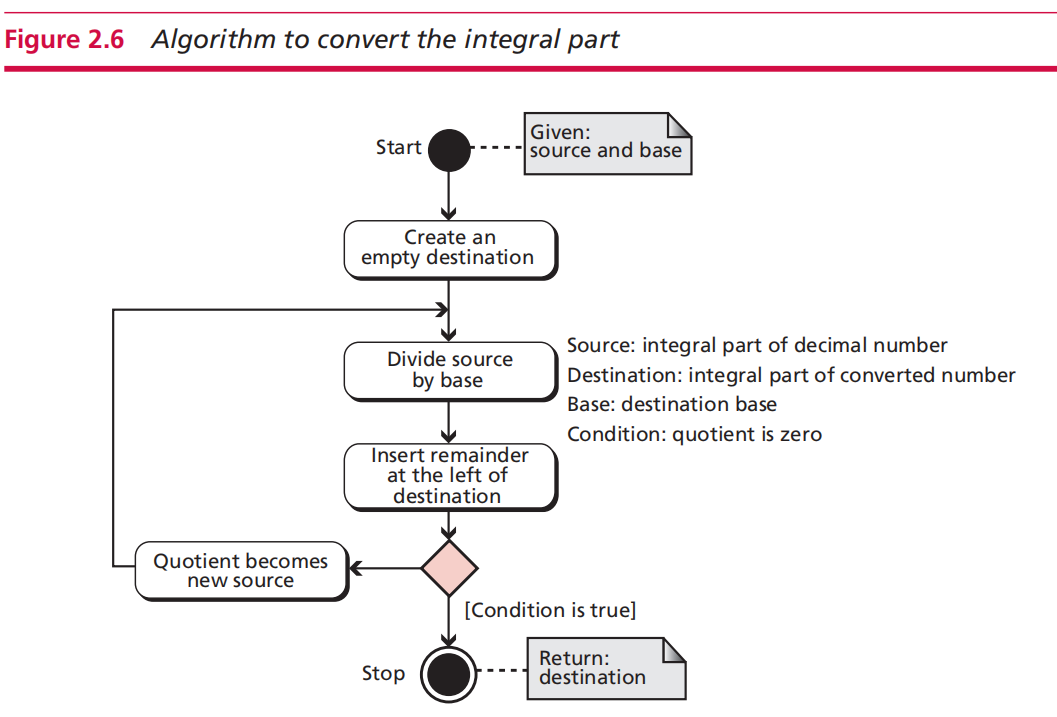 Figure 2.6 Algorithm to convert the integral part
Start
Given:
source and base
Create an
empty destination
Divide source
by base
Source: integral part of decimal number
Destination: integral part of converted number
Base: destination base
Condition: quotient is zero
Insert remainder
at the left of
destination
Quotient becomes
new source
[Condition is true]
Stop
Return:
destination